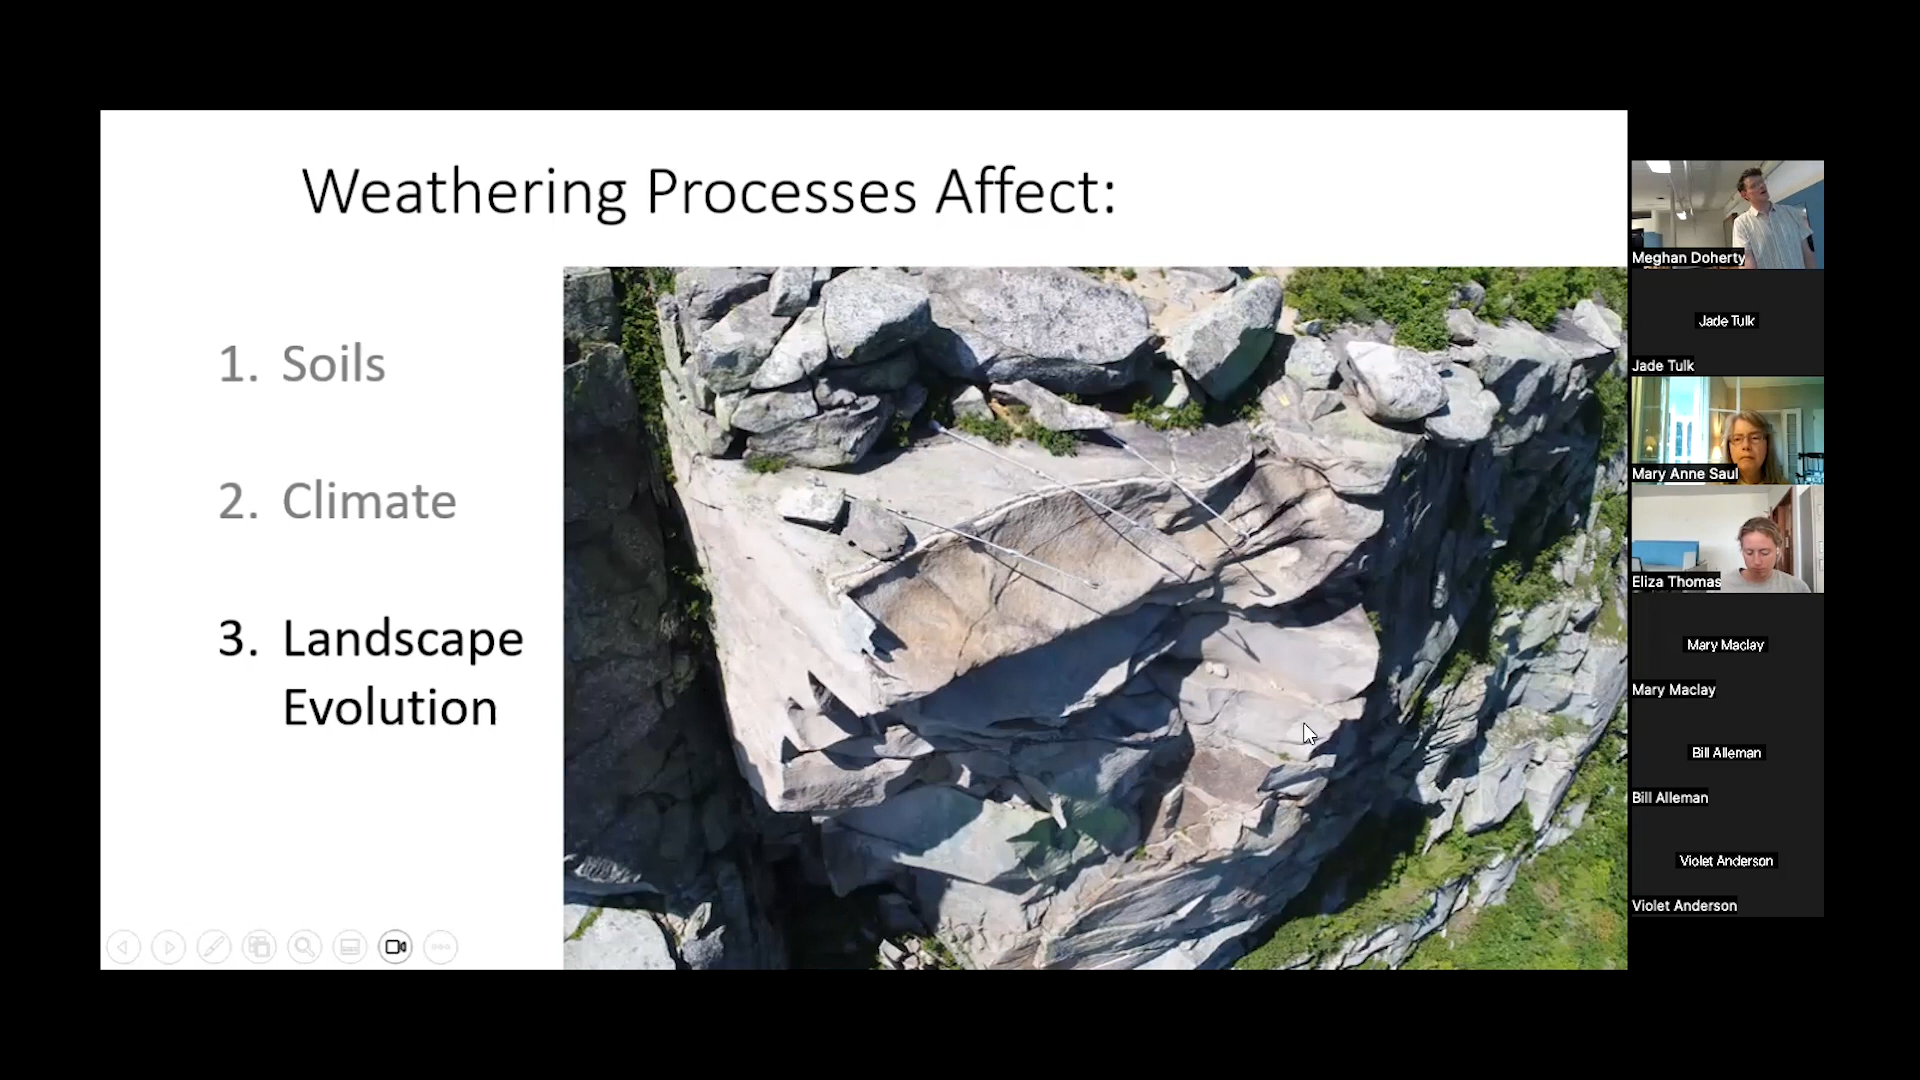 Weathering Processes Affect:
1. Soils
2. Climate
3. Landscape
Evolution
Meghan Doherty
Jade Tulk
Jade Tulk
Mary Anne Saul
Eliza Thomas
Mary Maclay
Mary Maclay
Bill Alleman
Bill Alleman
Violet Anderson
Violet Anderson